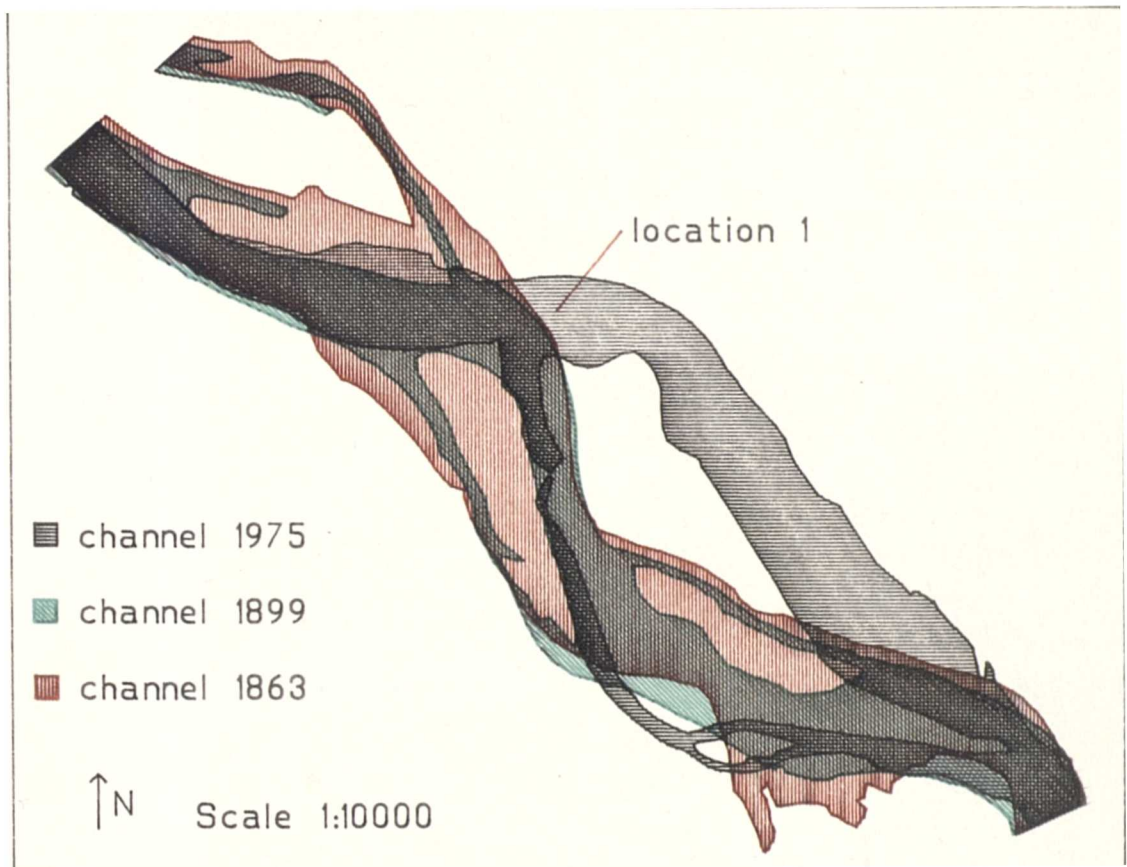 location 1
channel 1975
channel 1899
channel 1863
N
Scale 1:10000